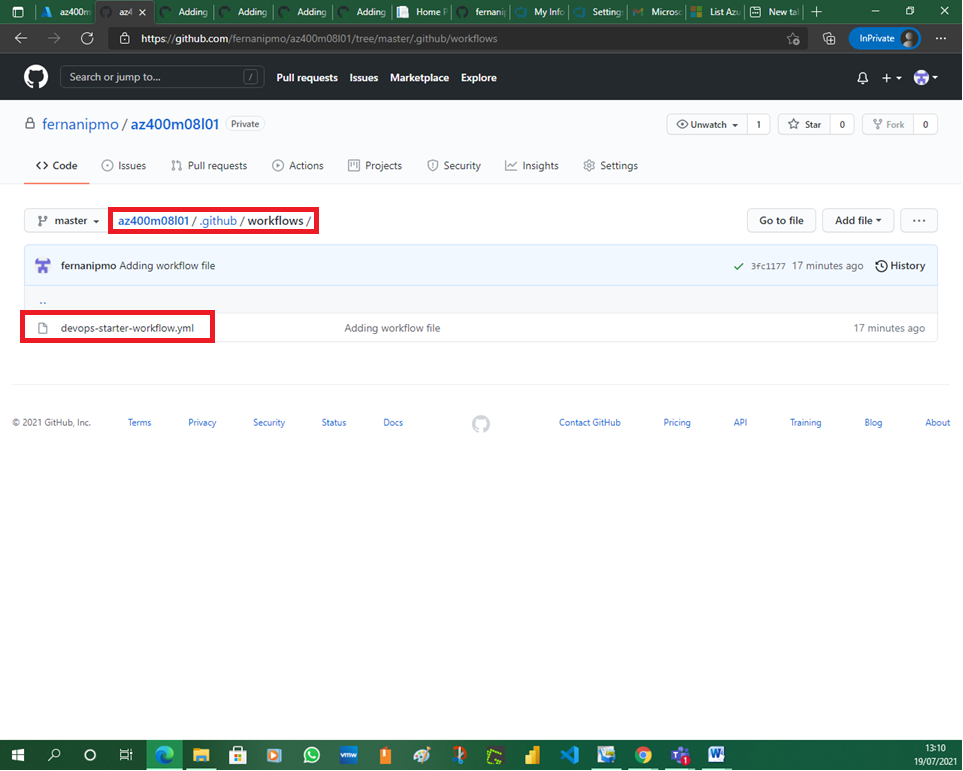 az400m
az4
Adding
Adding
Adding
Adding
Home P
fernanip
My Info
Settings
Micros
List Azu
New tal
https://github.com/fernanipmo/az400m08l01/tree/master/.github/workflows
InPrivate
Search or jump to...
/
Pull requests Issues Marketplace Explore
fernanipmo / az400m08l01 Private
Unwatch 1 Star 0 Fork 0
Code Issues Pull requests Actions Projects Security Insights Settings
master az400m08l01 / .github / workflows / Go to file Add file ...
fernanipmo Adding workflow file 3fc1177 17 minutes ago History
..
devops-starter-workflow.yml Adding workflow file 17 minutes ago
© 2021 GitHub, Inc. Terms Privacy Security Status Docs Contact GitHub Pricing API Training Blog About
vmw
1
W
13:10
19/07/2021